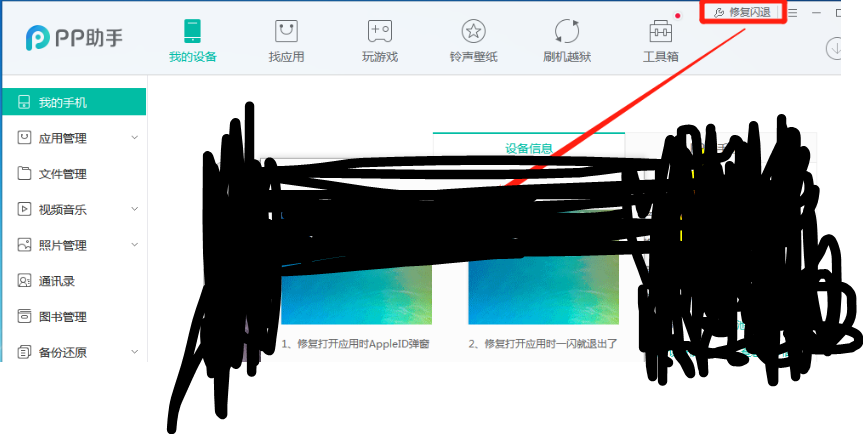 修复闪退
PP助手
我的设备
找应用
玩游戏
铃声壁纸
刷机越狱
工具箱
我的手机
应用管理
文件管理
视频音乐
照片管理
通讯录
图书管理
备份还原
设备信息
1、修复打开应用时AppleID弹窗
2、修复打开应用时一闪就退出了